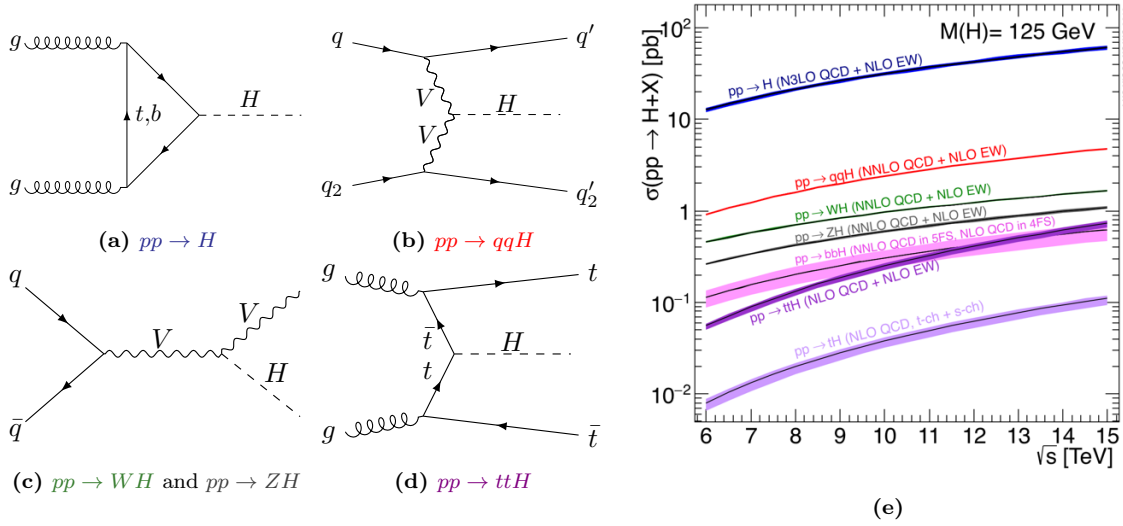 g
g
t,b
H
(a) pp → H
q
q′
V
V
H
q₂
q′₂
(b) pp → qqH
q
q̄
V
V
H
(c) pp → WH and pp → ZH
g
g
t
t̄
t
H
t̄
(d) pp → ttH
σ(pp → H+X) [pb]
M(H)= 125 GeV
10²
10
1
10⁻¹
10⁻²
pp → H (N3LO QCD + NLO EW)
pp → qqH (NNLO QCD + NLO EW)
pp → WH (NNLO QCD + NLO EW)
pp → ZH (NNLO QCD + NLO EW)
pp → bbH (NNLO QCD in 5FS, NLO QCD in 4FS)
pp → ttH (NLO QCD + NLO EW)
pp → tH (NLO QCD, t-ch + s-ch)
6 7 8 9 10 11 12 13 14 15
√s [TeV]
(e)